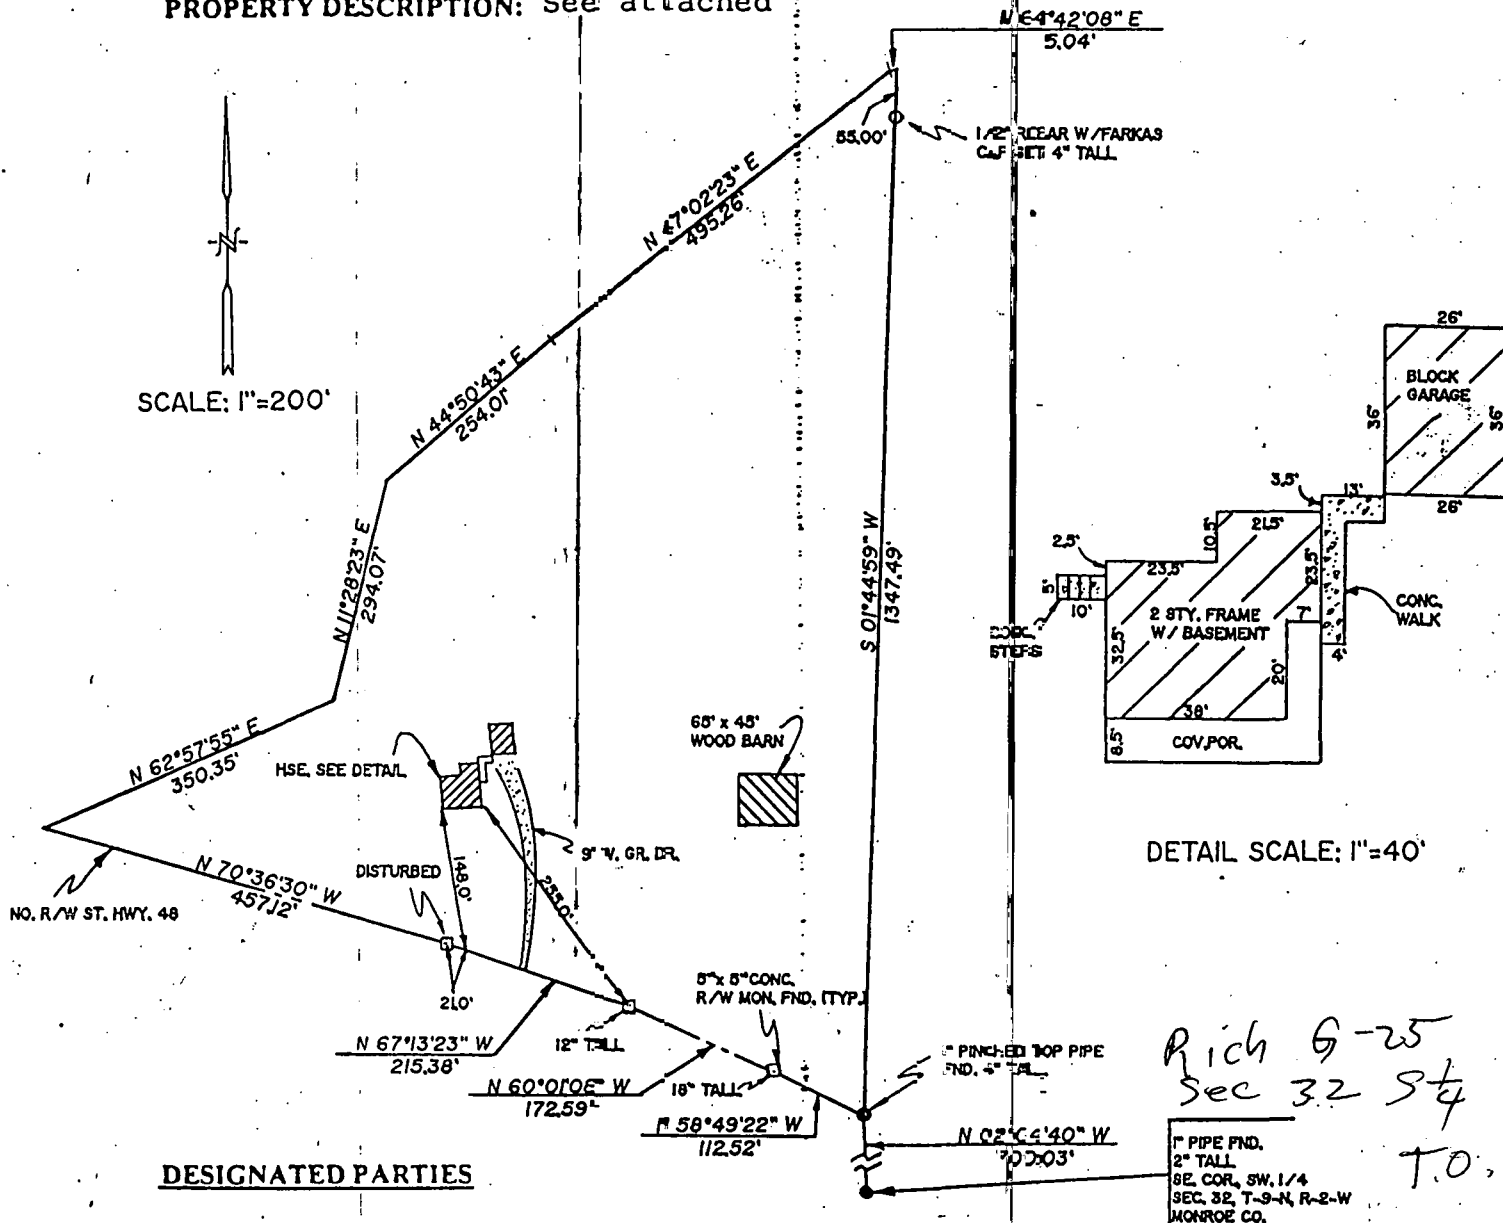 PROPERTY DESCRIPTION: See attached
N 64°42'08" E
5.04'
55.00'
1/2" REBAR W/FARKAS
CAP SET 4" TALL
N 47°02'23" E
495.26'
N
SCALE: 1"=200'
N 44°50'43" E
254.01'
N 11°28'23" E
294.07'
S 01°44'59" W
1347.49'
N 62°57'55" E
350.35'
HSE. SEE DETAIL
65' x 45'
WOOD BARN
9' W. GR. DR.
DISTURBED
148.0'
N 70°36'30" W
457.12'
NO. R/W ST. HWY. 48
21.0'
5" x 5" CONC.
R/W MON. FND. (TYP.)
N 67°13'23" W
215.38'
12" TALL
N 60°01'08" W
172.59'
18" TALL
58°49'22" W
112.52'
1" PINCHED TOP PIPE
FND. 4" TALL
40" W
1" PIPE FND.
2" TALL
SE. COR., SW. 1/4
SEC. 32, T-9-N, R-2-W
MONROE CO.
26'
BLOCK
GARAGE
36'
36'
26'
3.5'
13'
10.5'
21.5'
2.5'
23.5'
23.5'
5'
10'
CONC.
STEPS
2 STY. FRAME
W/ BASEMENT
7'
CONC.
WALK
4'
32.5'
20'
38'
8.5'
COV.POR.
DETAIL SCALE: 1"=40'
Rich G-25
Sec 32 S 1/4
T.O.
DESIGNATED PARTIES